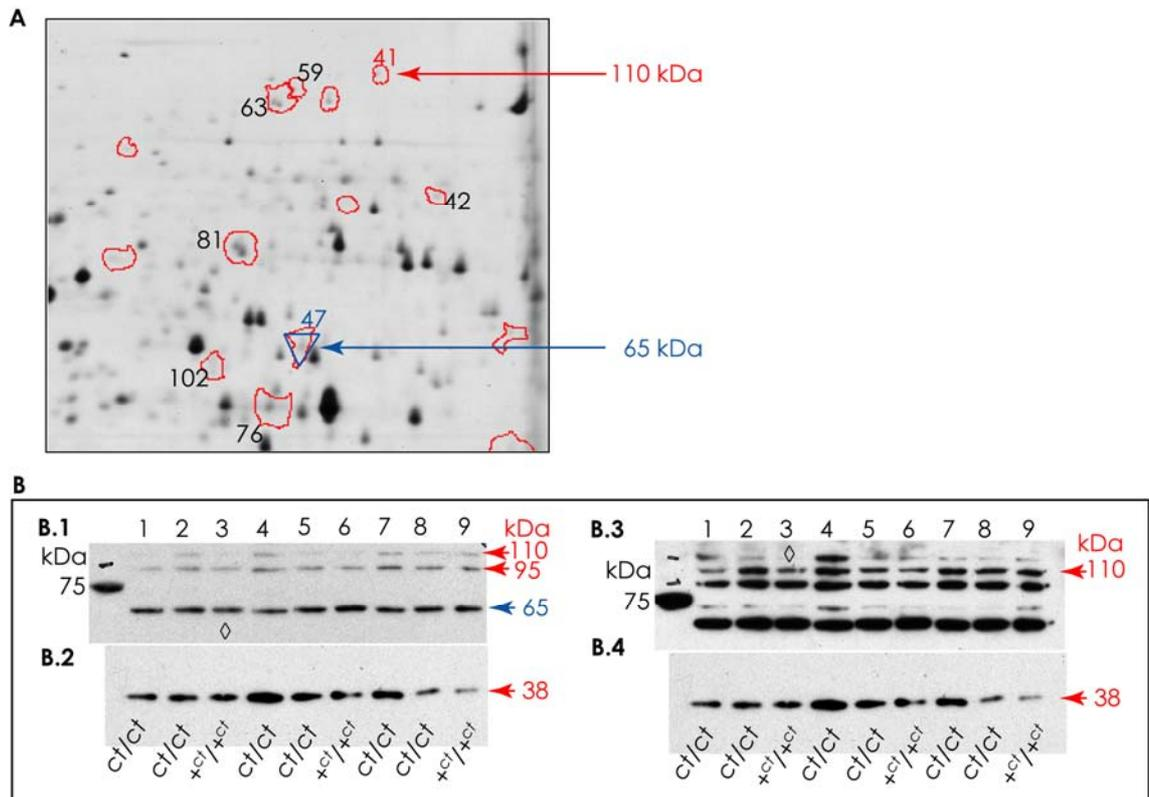 A
41
59
63
110 kDa
42
81
47
65 kDa
102
76
B
B.1 1 2 3 4 5 6 7 8 9 kDa
kDa
75
110
95
65
◊
B.2
38
ct/ct ct/ct +ct/+ct ct/ct ct/ct +ct/+ct ct/ct ct/ct +ct/+ct
B.3 1 2 3 4 5 6 7 8 9 kDa
◊
kDa
75
110
B.4
38
ct/ct ct/ct +ct/+ct ct/ct ct/ct +ct/+ct ct/ct ct/ct +ct/+ct